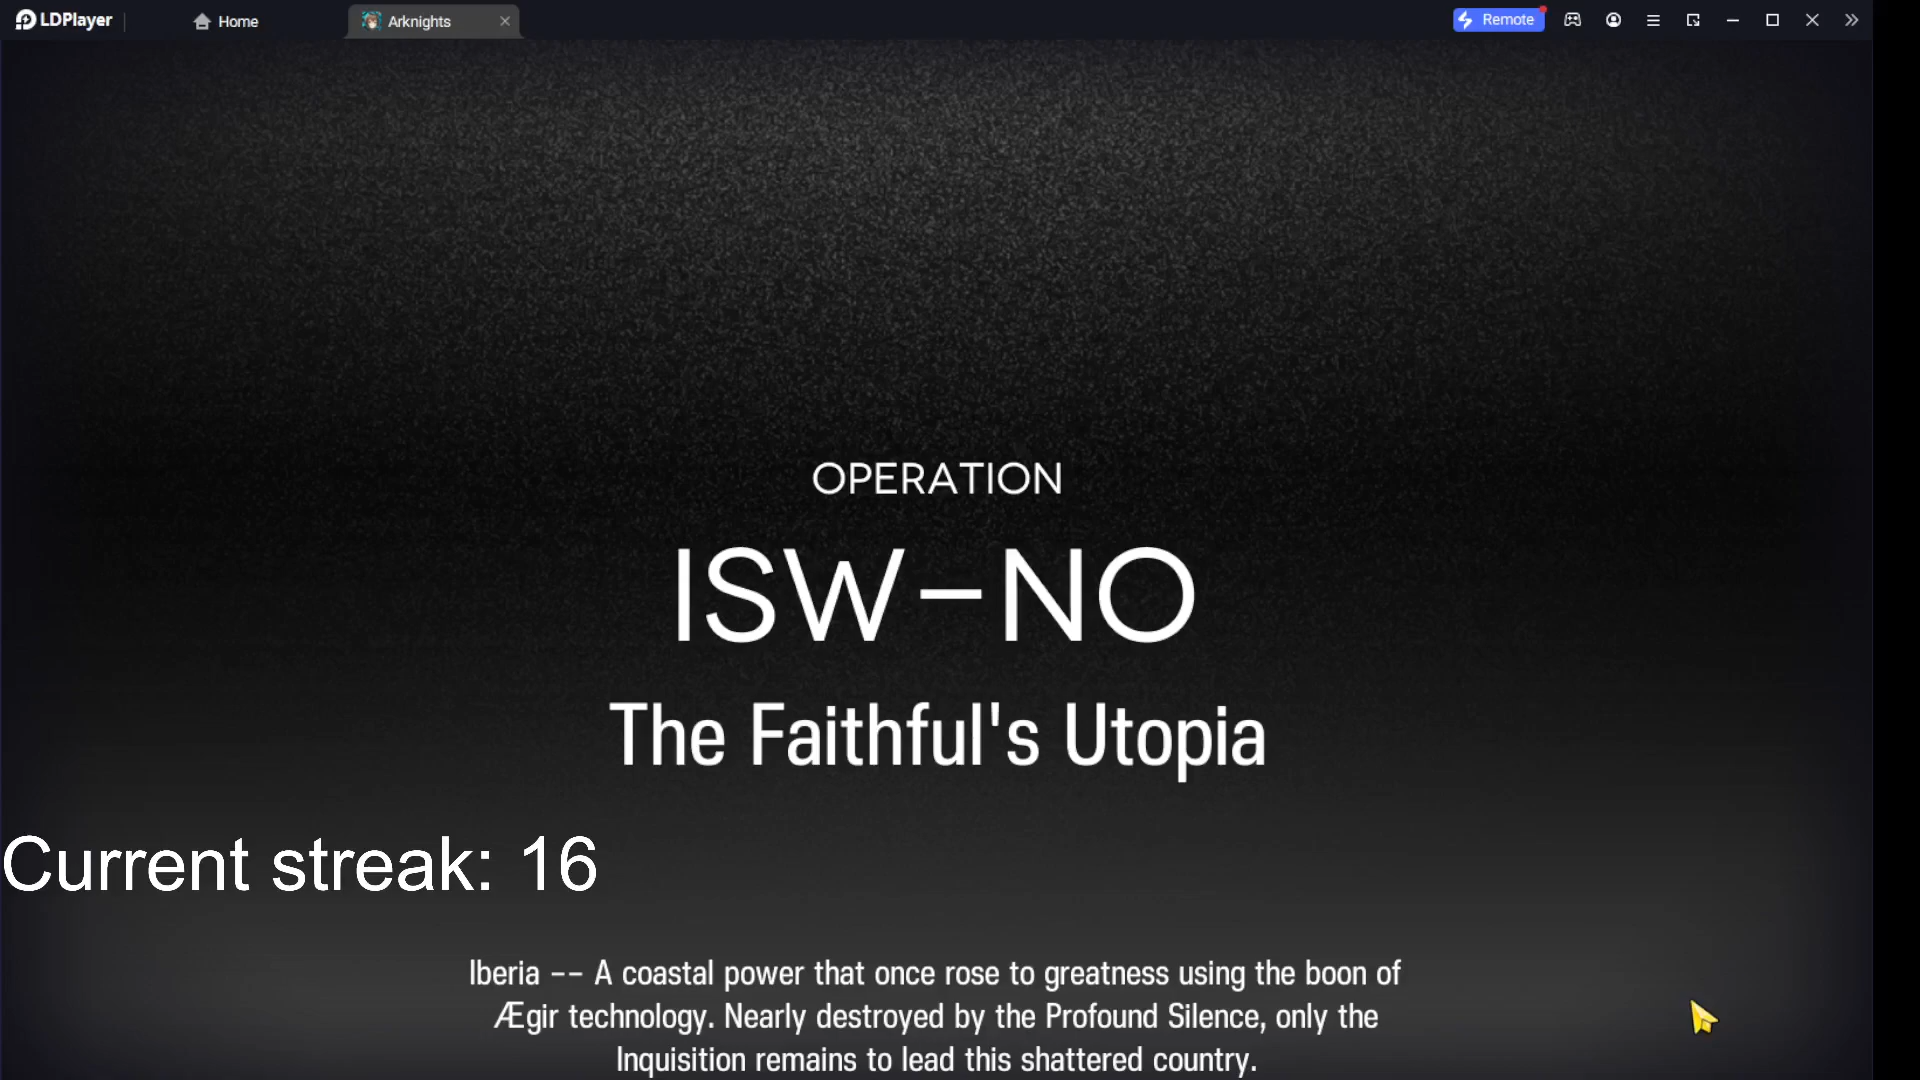 LDPlayer
Home
Arknights
Remote
OPERATION
ISW-NO
The Faithful's Utopia
Current streak: 16
Iberia -- A coastal power that once rose to greatness using the boon of
Ægir technology. Nearly destroyed by the Profound Silence, only the
Inquisition remains to lead this shattered country.